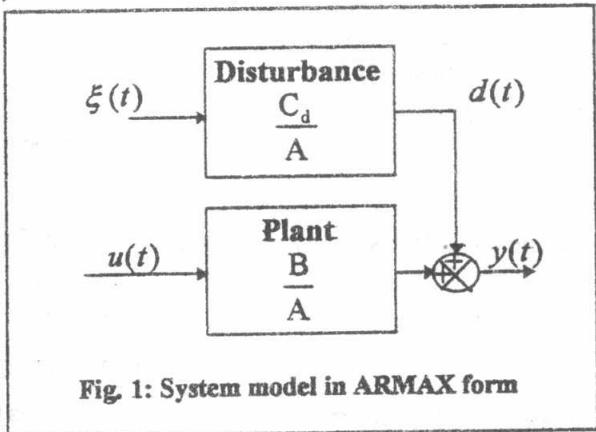 Disturbance
ξ(t)
C_d
A
d(t)
Plant
u(t)
B
A
+
+
y(t)
Fig. 1: System model in ARMAX form